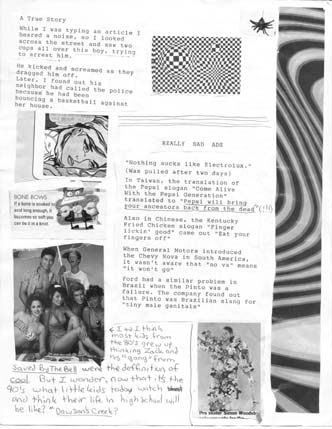 A True Story
While I was typing an article I
heared a noise, so I looked
across the street and saw two
cops all over this boy, trying
to arrest him.
He kicked and screamed as they
dragged him off.
Later, I found out his
neighbor had called the police
because he had been
bouncing a basketball against
her house.
BONE BOWS
If a bone is soaked in
and long enough, it
becomes so soft you
can tie it in a knot.
REALLY SAD ADS
"Nothing sucks like Electrolux."
(Was pulled after two days)
In Taiwan, the translation of
the Pepsi slogan "Come Alive
With the Pepsi Generation"
translated to "Pepsi will bring
your ancestors back from the dead"
Also in Chinese, the Kentucky
Fried Chicken slogan "Finger
lickin' good" came out "Eat your
fingers off"
When General Motors introduced
the Chevy Nova in South America,
it wasn't aware that "no va" means
"it won't go"
Ford had a similar problem in
Brazil when the Pinto was a
failure. The company found out
that Pinto was Brazilian slang for
"tiny male genitals"
I think
most kids from
the 80's grew up
thinking Zack and
his "gang" from
Saved By The Bell were the definition of
cool. But I wonder, now that it's the
90's what little kids today watch
and think their life in high school will
be like? "Dawson's Creek?"
Pro skater Simon